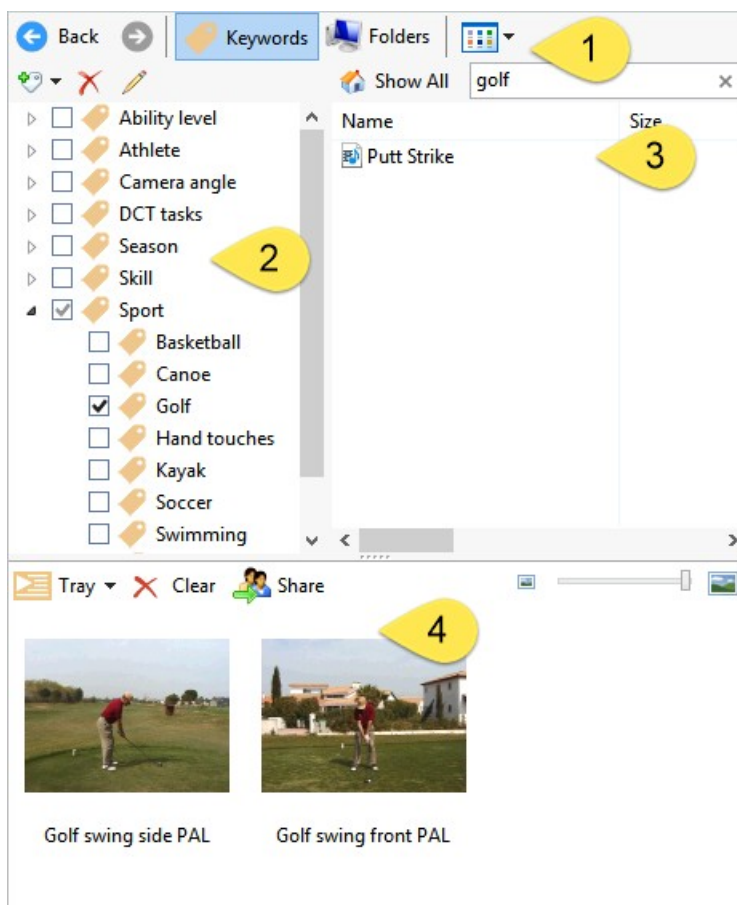 Back Keywords Folders 1
Show All golf
Ability level
Athlete
Camera angle
DCT tasks
Season
Skill
Sport
Basketball
Canoe
Golf
Hand touches
Kayak
Soccer
Swimming
2
Name Size
Putt Strike 3
Tray Clear Share
4
Golf swing side PAL Golf swing front PAL